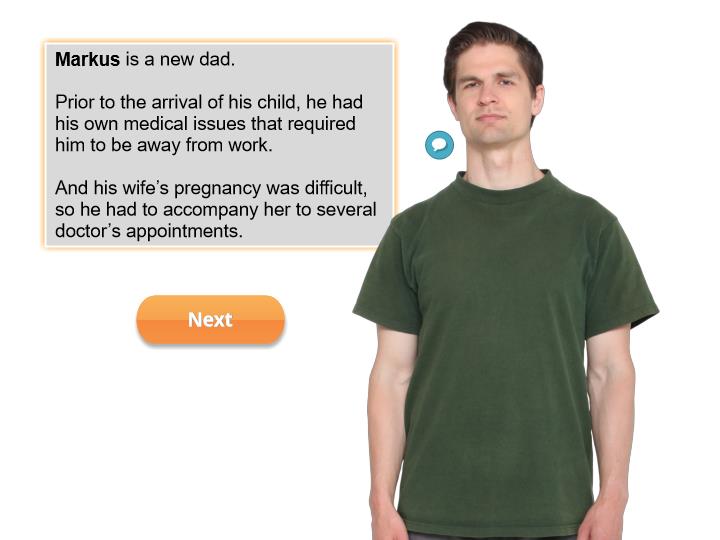 Markus is a new dad.
Prior to the arrival of his child, he had
his own medical issues that required
him to be away from work.
And his wife’s pregnancy was difficult,
so he had to accompany her to several
doctor’s appointments.
Next